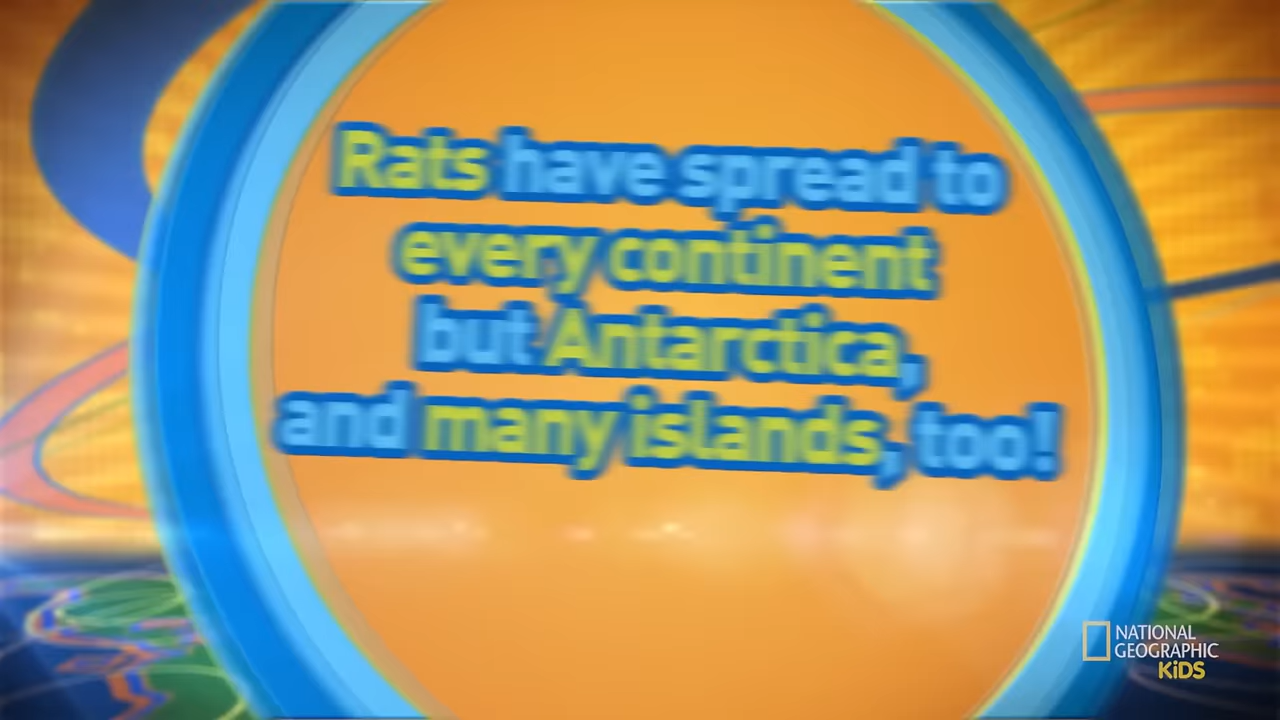 Rats have spread to
every continent
but Antarctica,
and many islands, too!
NATIONAL
GEOGRAPHIC
KiDS